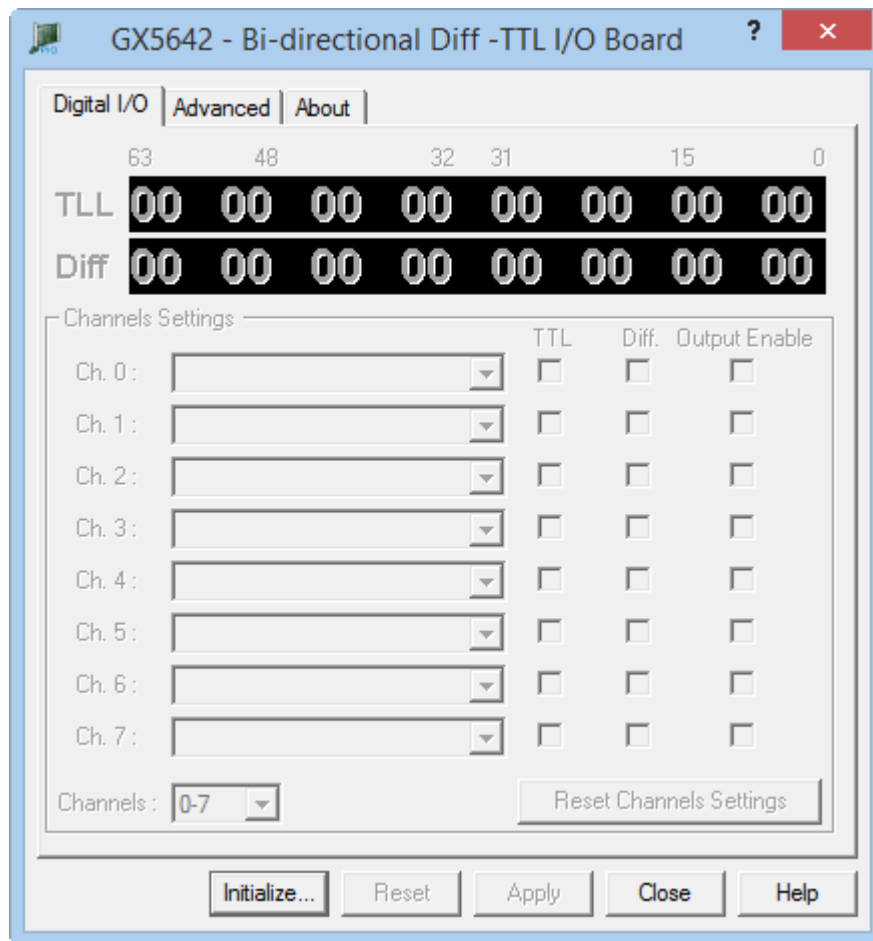 GX5642 - Bi-directional Diff -TTL I/O Board ?
Digital I/O Advanced About
63 48 32 31 15 0
TLL 00 00 00 00 00 00 00 00
Diff 00 00 00 00 00 00 00 00
Channels Settings
TTL Diff. Output Enable
Ch. 0 :
Ch. 1 :
Ch. 2 :
Ch. 3 :
Ch. 4 :
Ch. 5 :
Ch. 6 :
Ch. 7 :
Channels : 0-7 Reset Channels Settings
Initialize... Reset Apply Close Help